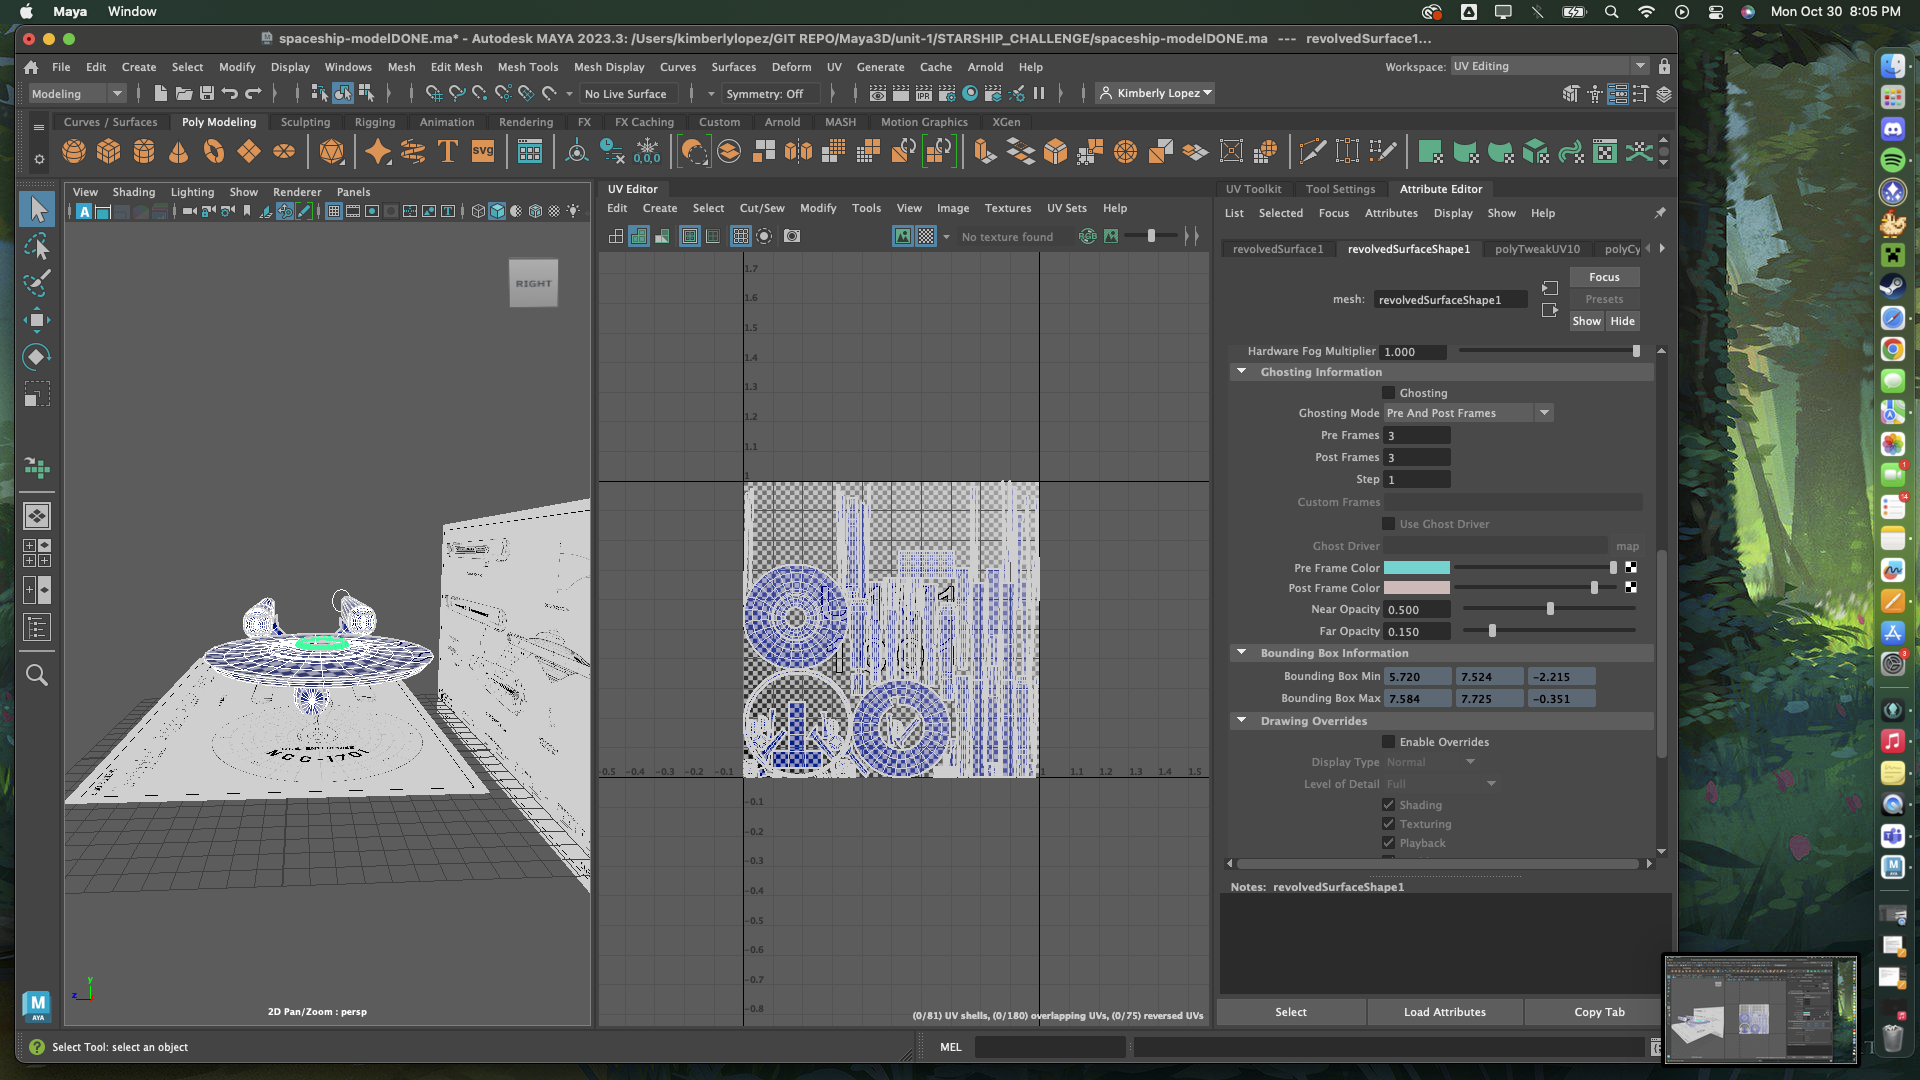 Maya Window
Mon Oct 30 8:05 PM
spaceship-modelDONE.ma* - Autodesk MAYA 2023.3: /Users/kimberlylopez/GIT REPO/Maya3D/unit-1/STARSHIP_CHALLENGE/spaceship-modelDONE.ma --- revolvedSurface1...
File Edit Create Select Modify Display Windows Mesh Edit Mesh Mesh Tools Mesh Display Curves Surfaces Deform UV Generate Cache Arnold Help
Workspace: UV Editing
Modeling
No Live Surface
Symmetry: Off
IPR
Kimberly Lopez
Curves / Surfaces Poly Modeling Sculpting Rigging Animation Rendering FX FX Caching Custom Arnold MASH Motion Graphics XGen
T
svg
0,0,0
View Shading Lighting Show Renderer Panels
RIGHT
NCC-1701
y
z
2D Pan/Zoom : persp
UV Editor
Edit Create Select Cut/Sew Modify Tools View Image Textures UV Sets Help
No texture found
RGB
1.7
1.6
1.5
1.4
1.3
1.2
1.1
1
-0.5 -0.4 -0.3 -0.2 -0.1
1 1.1 1.2 1.3 1.4 1.5
-0.1
-0.2
-0.3
-0.4
-0.5
-0.6
-0.7
-0.8
(0/81) UV shells, (0/180) overlapping UVs, (0/75) reversed UVs
UV Toolkit Tool Settings Attribute Editor
List Selected Focus Attributes Display Show Help
revolvedSurface1 revolvedSurfaceShape1 polyTweakUV10 polyCy
mesh: revolvedSurfaceShape1
Focus
Presets
Show Hide
Hardware Fog Multiplier 1.000
Ghosting Information
Ghosting
Ghosting Mode Pre And Post Frames
Pre Frames 3
Post Frames 3
Step 1
Custom Frames
Use Ghost Driver
Ghost Driver map
Pre Frame Color
Post Frame Color
Near Opacity 0.500
Far Opacity 0.150
Bounding Box Information
Bounding Box Min 5.720 7.524 -2.215
Bounding Box Max 7.584 7.725 -0.351
Drawing Overrides
Enable Overrides
Display Type Normal
Level of Detail Full
Shading
Texturing
Playback
Notes: revolvedSurfaceShape1
Select Load Attributes Copy Tab
M
AYA
Select Tool: select an object
MEL